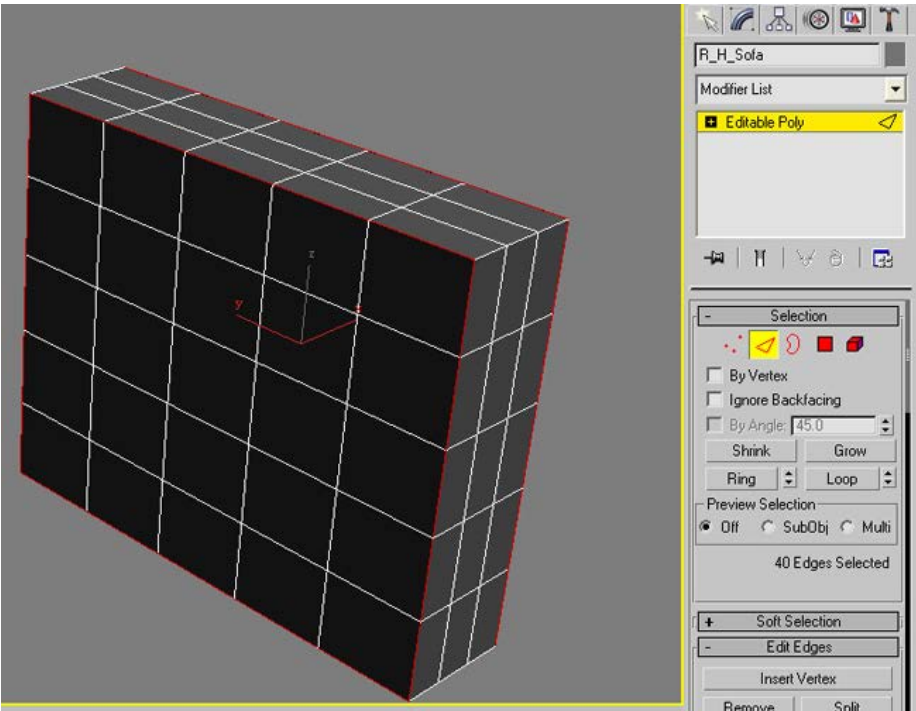 R_H_Sofa
Modifier List
Editable Poly
z
y
- Selection
By Vertex
Ignore Backfacing
By Angle: 45.0
Shrink Grow
Ring Loop
Preview Selection
Off SubObj Multi
40 Edges Selected
+ Soft Selection
- Edit Edges
Insert Vertex
Remove Split